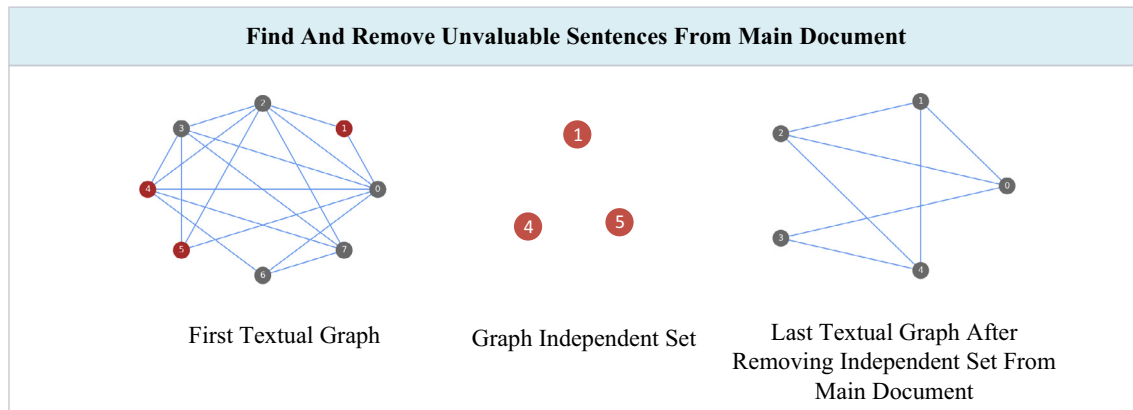 Find And Remove Unvaluable Sentences From Main Document
2
3
1
4
0
5
7
6
1
4
5
1
2
0
3
4
First Textual Graph
Graph Independent Set
Last Textual Graph After
Removing Independent Set From
Main Document